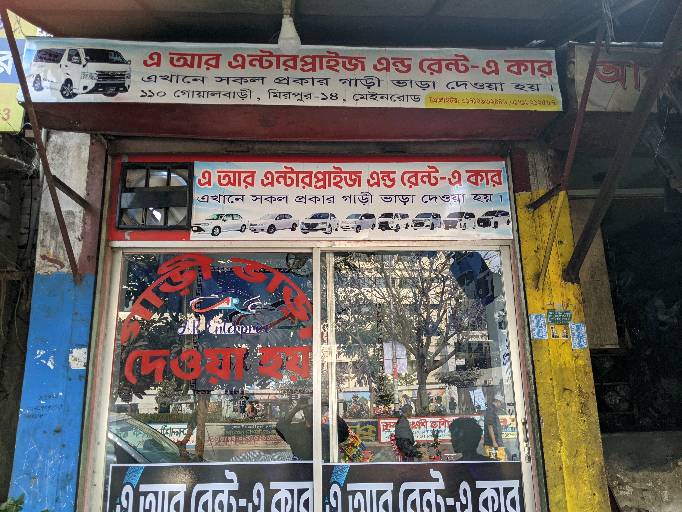 এ আর এন্টারপ্রাইজ এন্ড রেন্ট-এ কার
এখানে সকল প্রকার গাড়ী ভাড়া দেওয়া হয়।
১১০ গোয়ালবাড়ী, মিরপুর-১৪, মেইনরোড
এ আর এন্টারপ্রাইজ এন্ড রেন্ট-এ কার
এখানে সকল প্রকার গাড়ী ভাড়া দেওয়া হয়।
গাড়ী ভাড়া
দেওয়া হয়
এ আর রেন্ট-এ কার
এ আর রেন্ট-এ কার